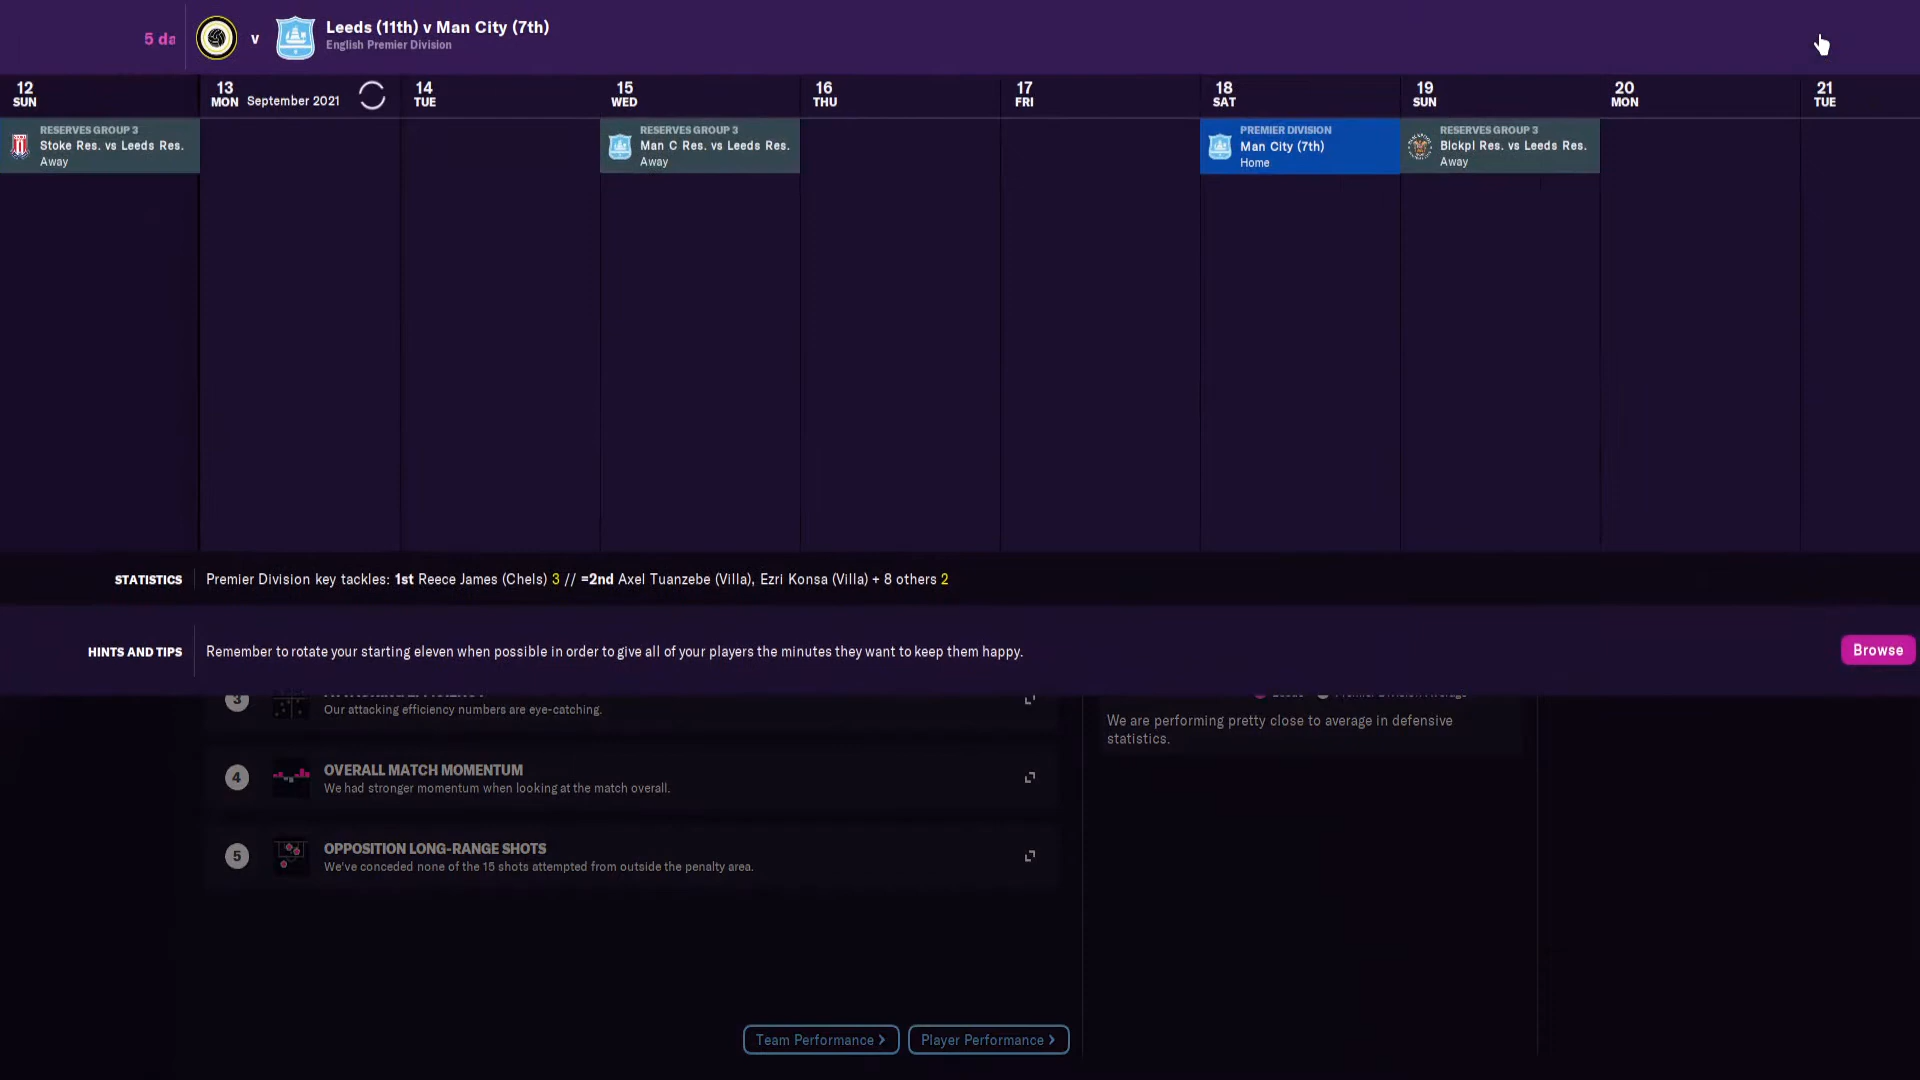 5 da
v
Leeds (11th) v Man City (7th)
English Premier Division
12
SUN
13
MON September 2021
14
TUE
15
WED
16
THU
17
FRI
18
SAT
19
SUN
20
MON
21
TUE
RESERVES GROUP 3
Stoke Res. vs Leeds Res.
Away
RESERVES GROUP 3
Man C Res. vs Leeds Res.
Away
PREMIER DIVISION
Man City (7th)
Home
RESERVES GROUP 3
Blckpl Res. vs Leeds Res.
Away
STATISTICS
Premier Division key tackles: 1st Reece James (Chels) 3 // =2nd Axel Tuanzebe (Villa), Ezri Konsa (Villa) + 8 others 2
HINTS AND TIPS
Remember to rotate your starting eleven when possible in order to give all of your players the minutes they want to keep them happy.
Browse
3
Our attacking efficiency numbers are eye-catching.
4
OVERALL MATCH MOMENTUM
We had stronger momentum when looking at the match overall.
5
OPPOSITION LONG-RANGE SHOTS
We've conceded none of the 15 shots attempted from outside the penalty area.
We are performing pretty close to average in defensive
statistics.
Team Performance >
Player Performance >